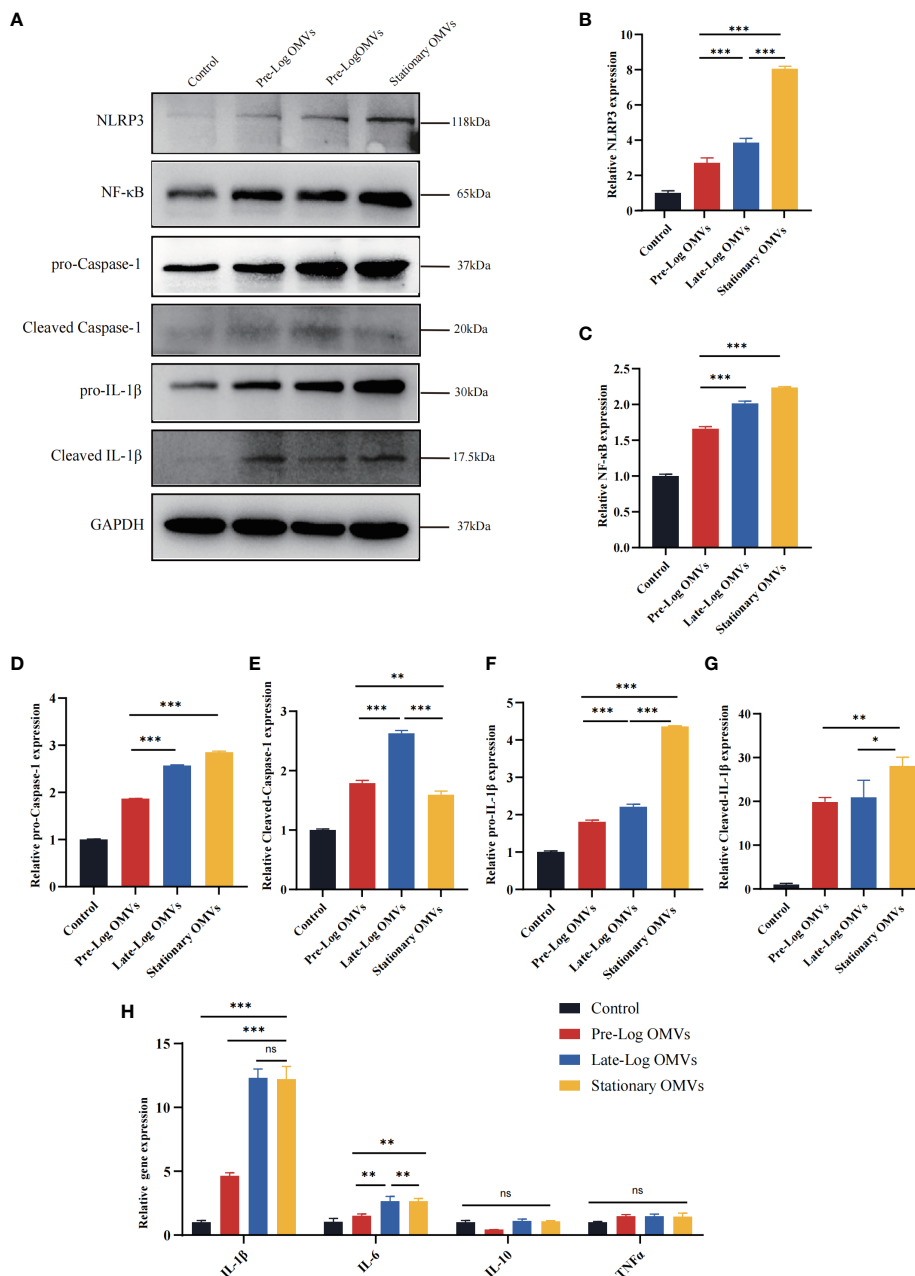 A
Control
Pre-Log OMVs
Pre-LogOMVs
Stationary OMVs
NLRP3
118kDa
NF-κB
65kDa
pro-Caspase-1
37kDa
Cleaved Caspase-1
20kDa
pro-IL-1β
30kDa
Cleaved IL-1β
17.5kDa
GAPDH
37kDa
B
Relative NLRP3 expression
10
8
6
4
2
0
***
*** ***
Control
Pre-Log OMVs
Late-Log OMVs
Stationary OMVs
C
Relative NF-κB expression
2.5
2.0
1.5
1.0
0.5
0.0
***
***
Control
Pre-Log OMVs
Late-Log OMVs
Stationary OMVs
D
Relative pro-Caspase-1 expression
4
3
2
1
0
***
***
Control
Pre-Log OMVs
Late-Log OMVs
Stationary OMVs
E
Relative Cleaved-Caspase-1 expression
3
2
1
0
**
*** ***
Control
Pre-Log OMVs
Late-Log OMVs
Stationary OMVs
F
Relative pro-IL-1β expression
5
4
3
2
1
0
***
*** ***
Control
Pre-Log OMVs
Late-Log OMVs
Stationary OMVs
G
Relative Cleaved-IL-1β expression
40
30
20
10
0
**
*
Control
Pre-Log OMVs
Late-Log OMVs
Stationary OMVs
H
Relative gene expression
15
10
5
0
***
***
ns
**
** **
ns
ns
IL-1β
IL-6
IL-10
TNFα
Control
Pre-Log OMVs
Late-Log OMVs
Stationary OMVs